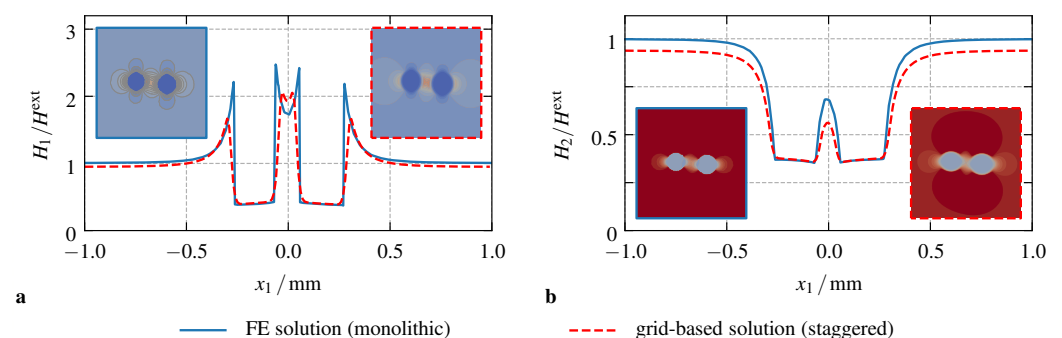 H₁/Hᵉˣᵗ
3
2
1
0
−1.0 −0.5 0.0 0.5 1.0
x₁ / mm
a
H₂/Hᵉˣᵗ
1
0.5
0
−1.0 −0.5 0.0 0.5 1.0
x₁ / mm
b
FE solution (monolithic)
grid-based solution (staggered)